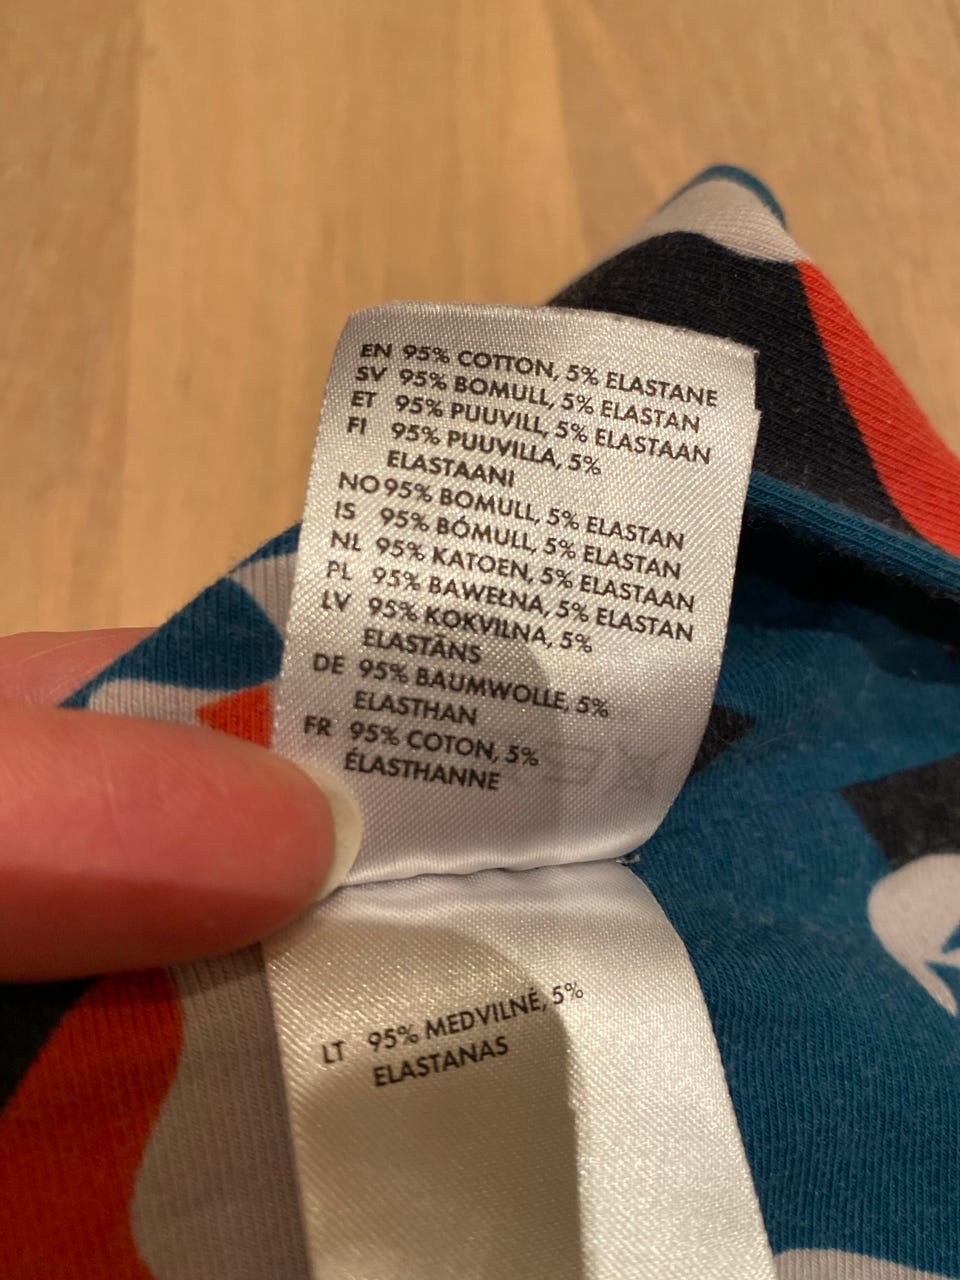 EN 95% COTTON, 5% ELASTANE
SV 95% BOMULL, 5% ELASTAN
ET 95% PUUVILL, 5% ELASTAAN
FI 95% PUUVILLA, 5%
ELASTAANI
NO 95% BOMULL, 5% ELASTAN
IS 95% BÓMULL, 5% ELASTAN
NL 95% KATOEN, 5% ELASTAAN
PL 95% BAWEŁNA, 5% ELASTAN
LV 95% KOKVILNA, 5%
ELASTĀNS
DE 95% BAUMWOLLE, 5%
ELASTHAN
FR 95% COTON, 5%
ÉLASTHANNE
LT 95% MEDVILNĖ, 5%
ELASTANAS